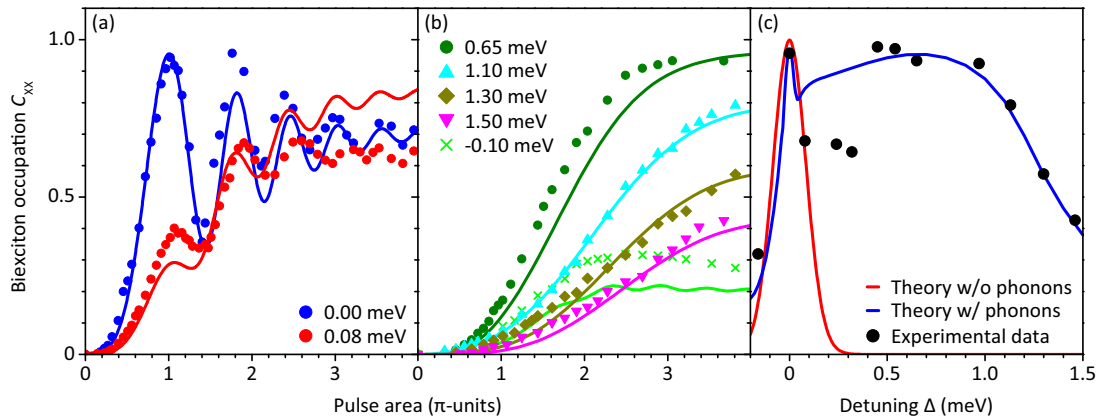 (a)
(b)
(c)
Biexciton occupation C_XX
1.0
0.5
0
0.00 meV
0.08 meV
0.65 meV
1.10 meV
1.30 meV
1.50 meV
-0.10 meV
Theory w/o phonons
Theory w/ phonons
Experimental data
0 1 2 3 0 1 2 3 0 0.5 1.0 1.5
Pulse area (π-units)
Detuning Δ (meV)